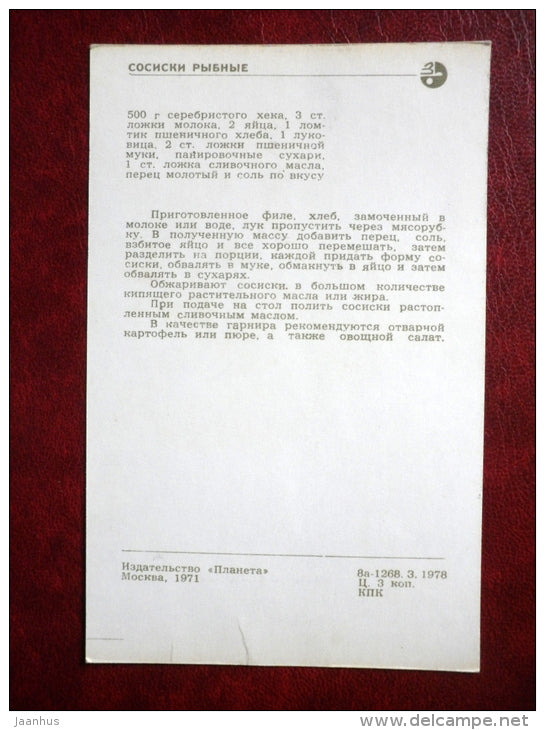 СОСИСКИ РЫБНЫЕ
500 г серебристого хека, 3 ст.
ложки молока, 2 яйца, 1 лом-
тик пшеничного хлеба, 1 луко-
вица, 2 ст. ложки пшеничной
муки, панировочные сухари,
1 ст. ложка сливочного масла,
перец молотый и соль по вкусу
Приготовленное филе, хлеб, замоченный в
молоке или воде, лук пропустить через мясоруб-
ку. В полученную массу добавить перец, соль,
взбитое яйцо и все хорошо перемешать, затем
разделить на порции, каждой придать форму со-
сиски, обвалять в муке, обмакнуть в яйцо и затем
обвалять в сухарях.
Обжаривают сосиски. в большом количестве
кипящего растительного масла или жира.
При подаче на стол полить сосиски растоп-
ленным сливочным маслом.
В качестве гарнира рекомендуются отварной
картофель или пюре, а также овощной салат.
Издательство «Планета»
Москва, 1971
8а-1268. З. 1978
Ц. 3 коп.
КПК
jaanhus
www.delcampe.net